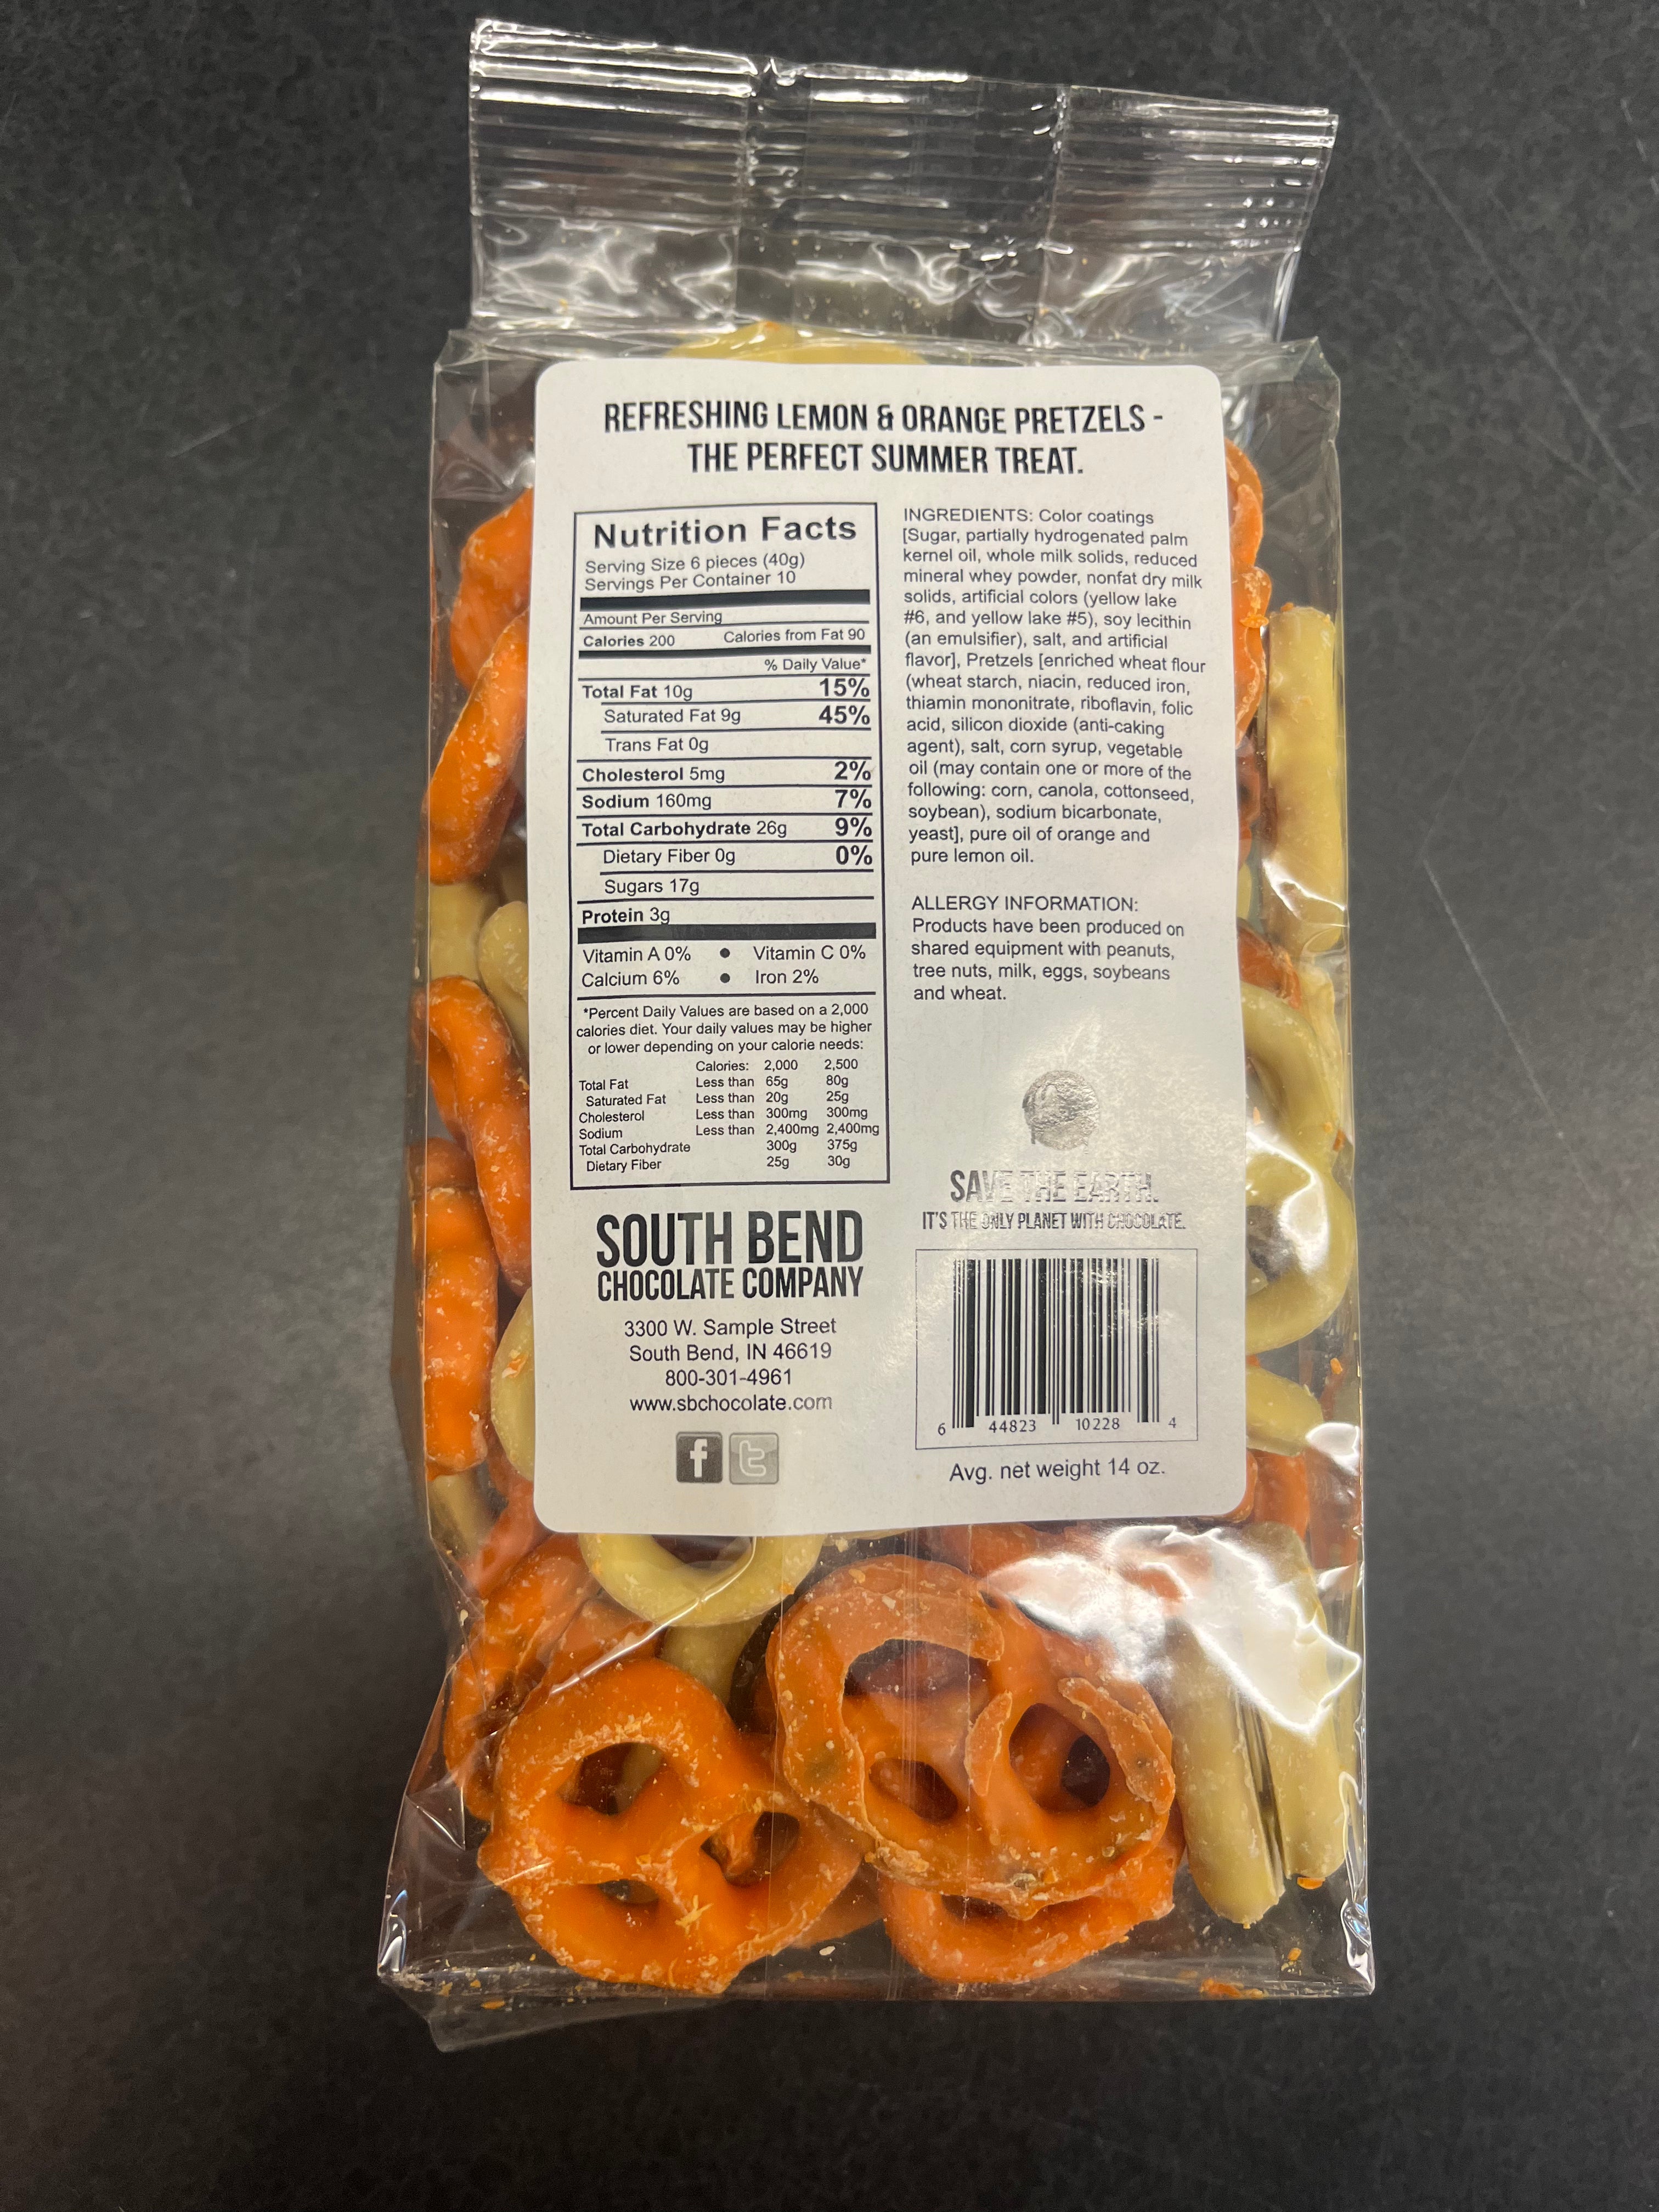 REFRESHING LEMON & ORANGE PRETZELS -
THE PERFECT SUMMER TREAT.
Nutrition Facts
Serving Size 6 pieces (40g)
Servings Per Container 10
Amount Per Serving
Calories 200 Calories from Fat 90
% Daily Value*
Total Fat 10g 15%
Saturated Fat 9g 45%
Trans Fat 0g
Cholesterol 5mg 2%
Sodium 160mg 7%
Total Carbohydrate 26g 9%
Dietary Fiber 0g 0%
Sugars 17g
Protein 3g
Vitamin A 0% • Vitamin C 0%
Calcium 6% • Iron 2%
*Percent Daily Values are based on a 2,000
calories diet. Your daily values may be higher
or lower depending on your calorie needs:
Calories: 2,000 2,500
Total Fat Less than 65g 80g
Saturated Fat Less than 20g 25g
Cholesterol Less than 300mg 300mg
Sodium Less than 2,400mg 2,400mg
Total Carbohydrate 300g 375g
Dietary Fiber 25g 30g
INGREDIENTS: Color coatings
[Sugar, partially hydrogenated palm
kernel oil, whole milk solids, reduced
mineral whey powder, nonfat dry milk
solids, artificial colors (yellow lake
#6, and yellow lake #5), soy lecithin
(an emulsifier), salt, and artificial
flavor], Pretzels [enriched wheat flour
(wheat starch, niacin, reduced iron,
thiamin mononitrate, riboflavin, folic
acid, silicon dioxide (anti-caking
agent), salt, corn syrup, vegetable
oil (may contain one or more of the
following: corn, canola, cottonseed,
soybean), sodium bicarbonate,
yeast], pure oil of orange and
pure lemon oil.
ALLERGY INFORMATION:
Products have been produced on
shared equipment with peanuts,
tree nuts, milk, eggs, soybeans
and wheat.
SAVE THE EARTH.
IT'S THE ONLY PLANET WITH CHOCOLATE.
SOUTH BEND
CHOCOLATE COMPANY
3300 W. Sample Street
South Bend, IN 46619
800-301-4961
www.sbchocolate.com
f t
6 44823 10228 4
Avg. net weight 14 oz.